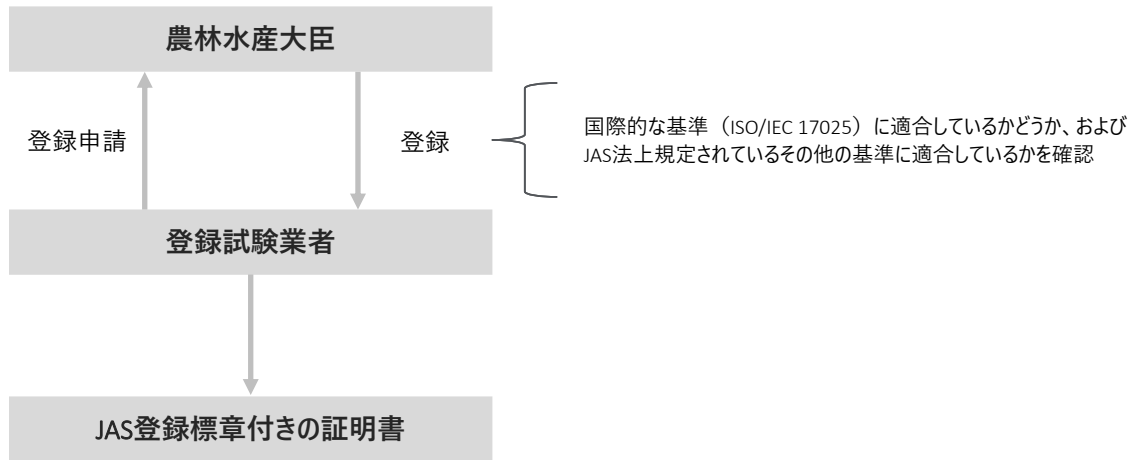 農林水産大臣
登録申請
登録
国際的な基準（ISO/IEC 17025）に適合しているかどうか、および
JAS法上規定されているその他の基準に適合しているかを確認
登録試験業者
JAS登録標章付きの証明書